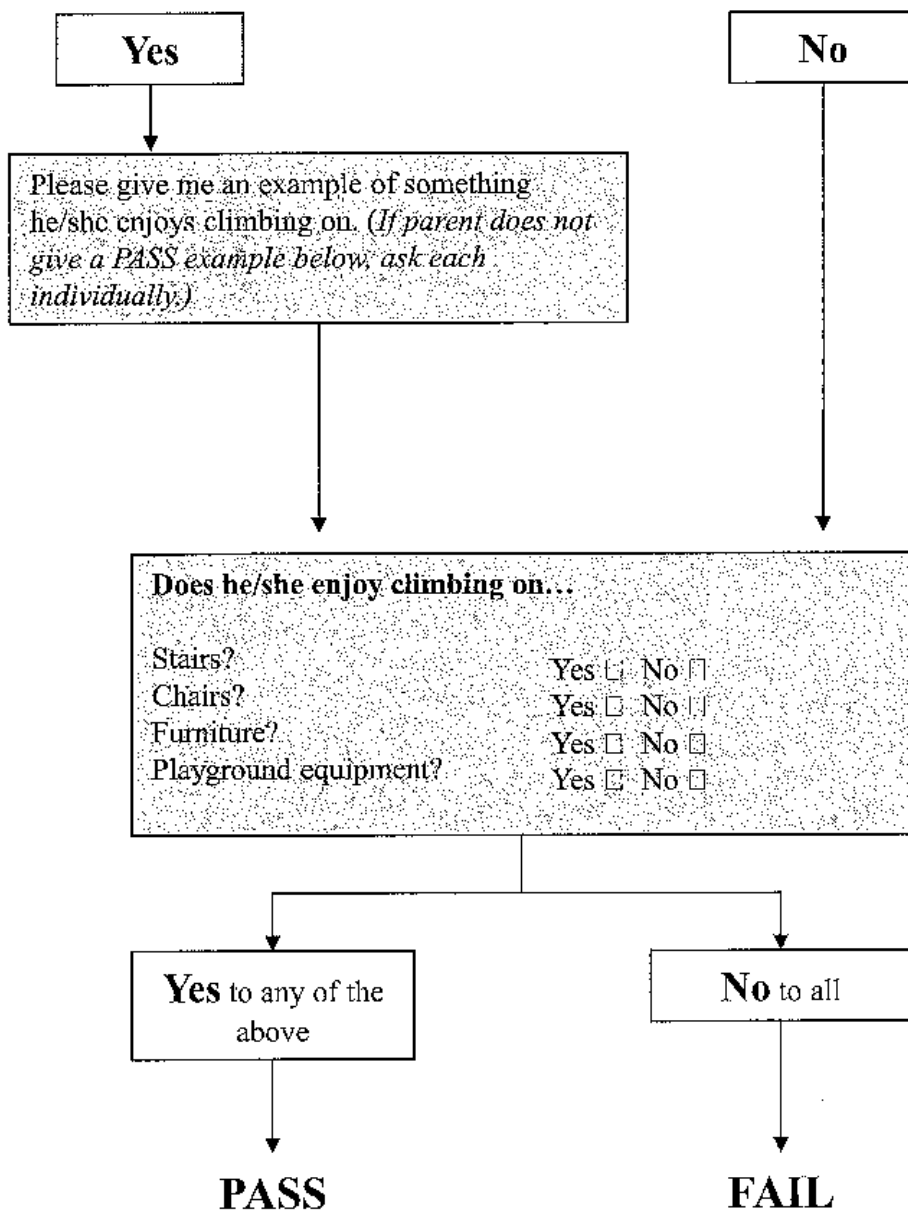 Yes
No
Please give me an example of something
he/she enjoys climbing on. (If parent does not
give a PASS example below, ask each
individually.)
Does he/she enjoy climbing on…
Stairs?
Yes □ No □
Chairs?
Yes □ No □
Furniture?
Yes □ No □
Playground equipment?
Yes □ No □
Yes to any of the
above
No to all
PASS
FAIL